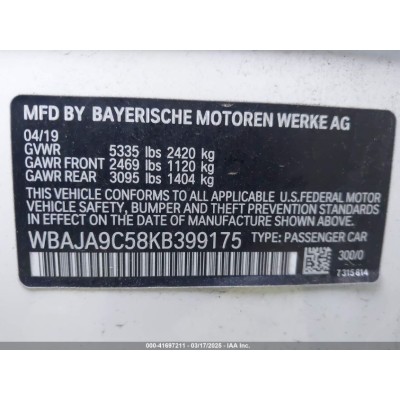 MFD BY BAYERISCHE MOTOREN WERKE AG
04/19
GVWR 5335 lbs 2420 kg
GAWR FRONT 2469 lbs 1120 kg
GAWR REAR 3095 lbs 1404 kg
THIS VEHICLE CONFORMS TO ALL APPLICABLE
U.S.FEDERAL MOTOR
VEHICLE SAFETY, BUMPER
AND THEFT PREVENTION
STANDARDS IN EFFECT
ON THE DATE OF
MANUFACTURE
SHOWN ABOVE.
WBAJA9C58KB399175 TYPE: PASSENGER CAR
300/0
7315614
000-41697211 - 03/17/2025 - IAA Inc.